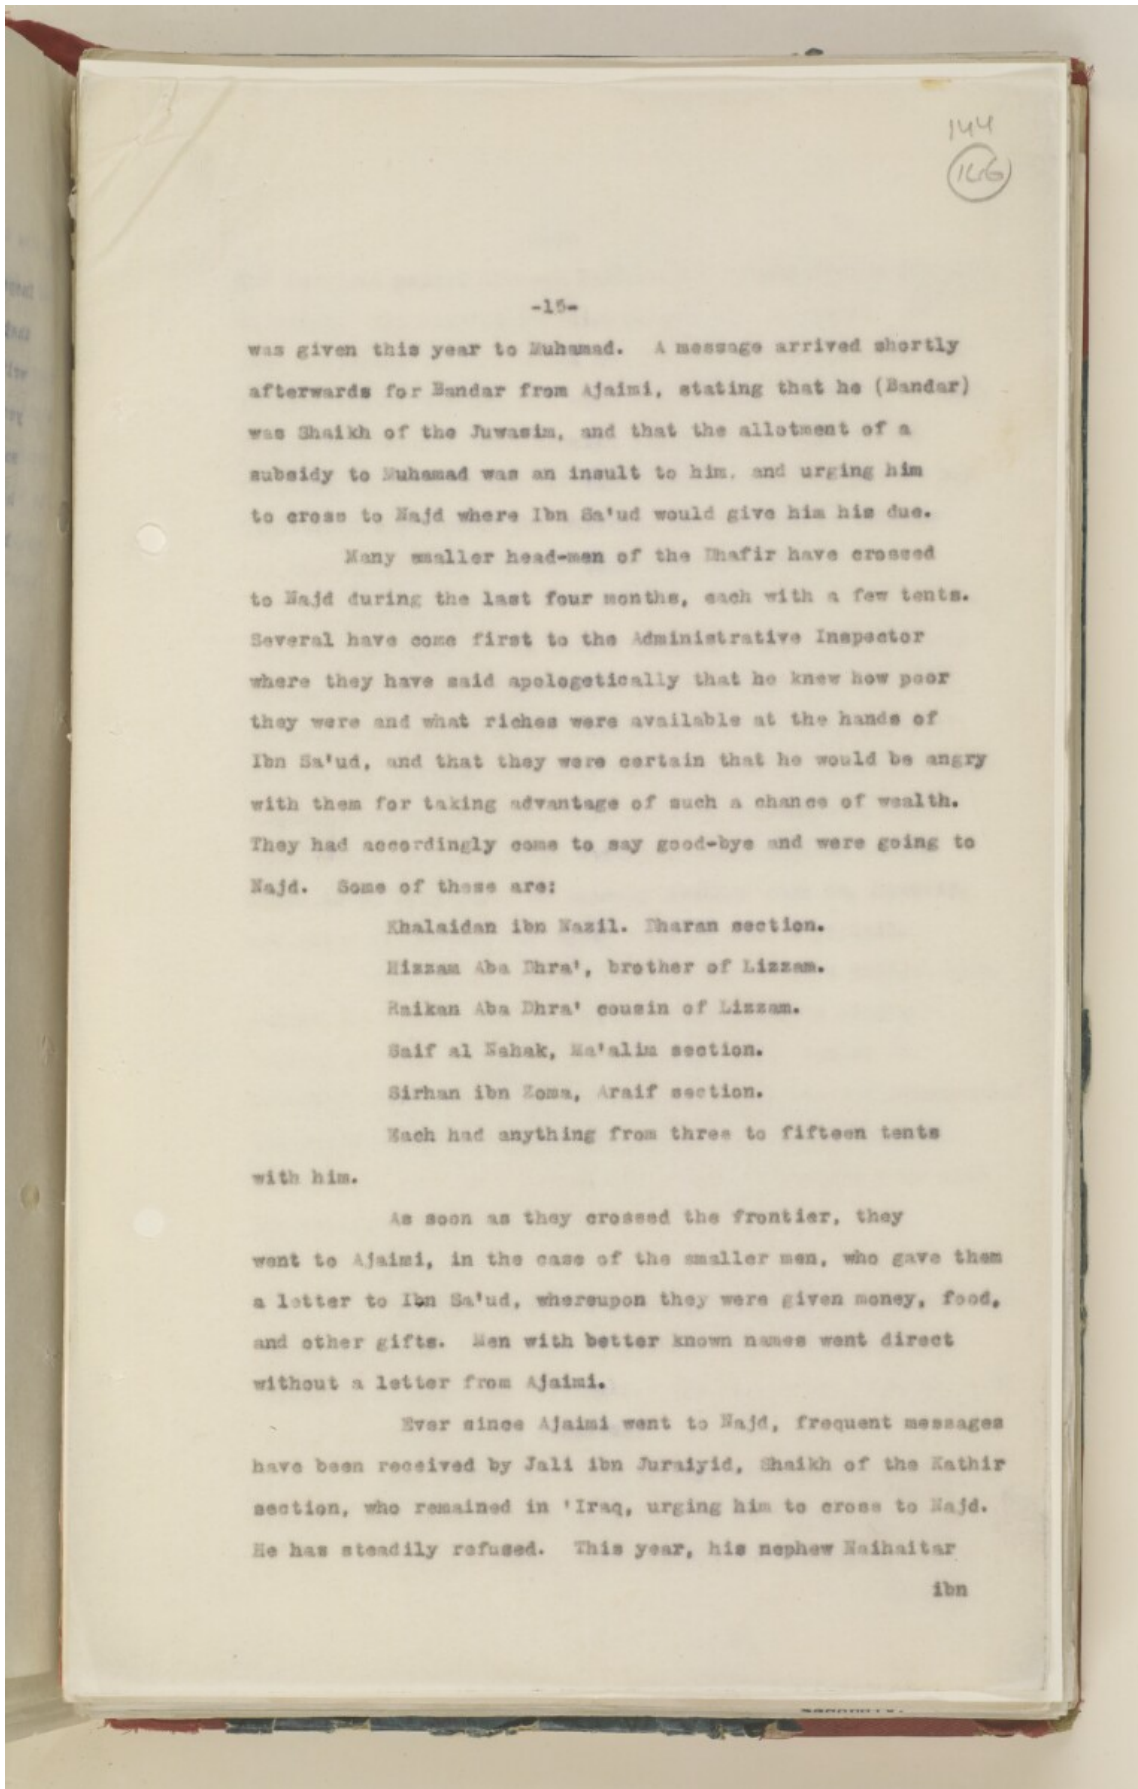 144
-15-
was given this year to Muhamad. A message arrived shortly
afterwards for Bandar from Ajaimi, stating that he (Bandar)
was Shaikh of the Juwasim, and that the allotment of a
subsidy to Muhamad was an insult to him, and urging him
to cross to Najd where Ibn Sa'ud would give him his due.
Many smaller head-men of the Dhafir have crossed
to Najd during the last four months, each with a few tents.
Several have come first to the Administrative Inspector
where they have said apologetically that he knew how poor
they were and what riches were available at the hands of
Ibn Sa'ud, and that they were certain that he would be angry
with them for taking advantage of such a chance of wealth.
They had accordingly come to say good-bye and were going to
Najd. Some of these are:
Khalaidan ibn Nazil. Dharan section.
Hizzam Aba Dhra', brother of Lizzam.
Raikan Aba Dhra' cousin of Lizzam.
Saif al Nahak, Ma'alim section.
Sirhan ibn Zoma, Araif section.
Each had anything from three to fifteen tents
with him.
As soon as they crossed the frontier, they
went to Ajaimi, in the case of the smaller men, who gave them
a letter to Ibn Sa'ud, whereupon they were given money, food,
and other gifts. Men with better known names went direct
without a letter from Ajaimi.
Ever since Ajaimi went to Najd, frequent messages
have been received by Jali ibn Juraiyid, Shaikh of the Kathir
section, who remained in 'Iraq, urging him to cross to Najd.
He has steadily refused. This year, his nephew Naihaitar
ibn